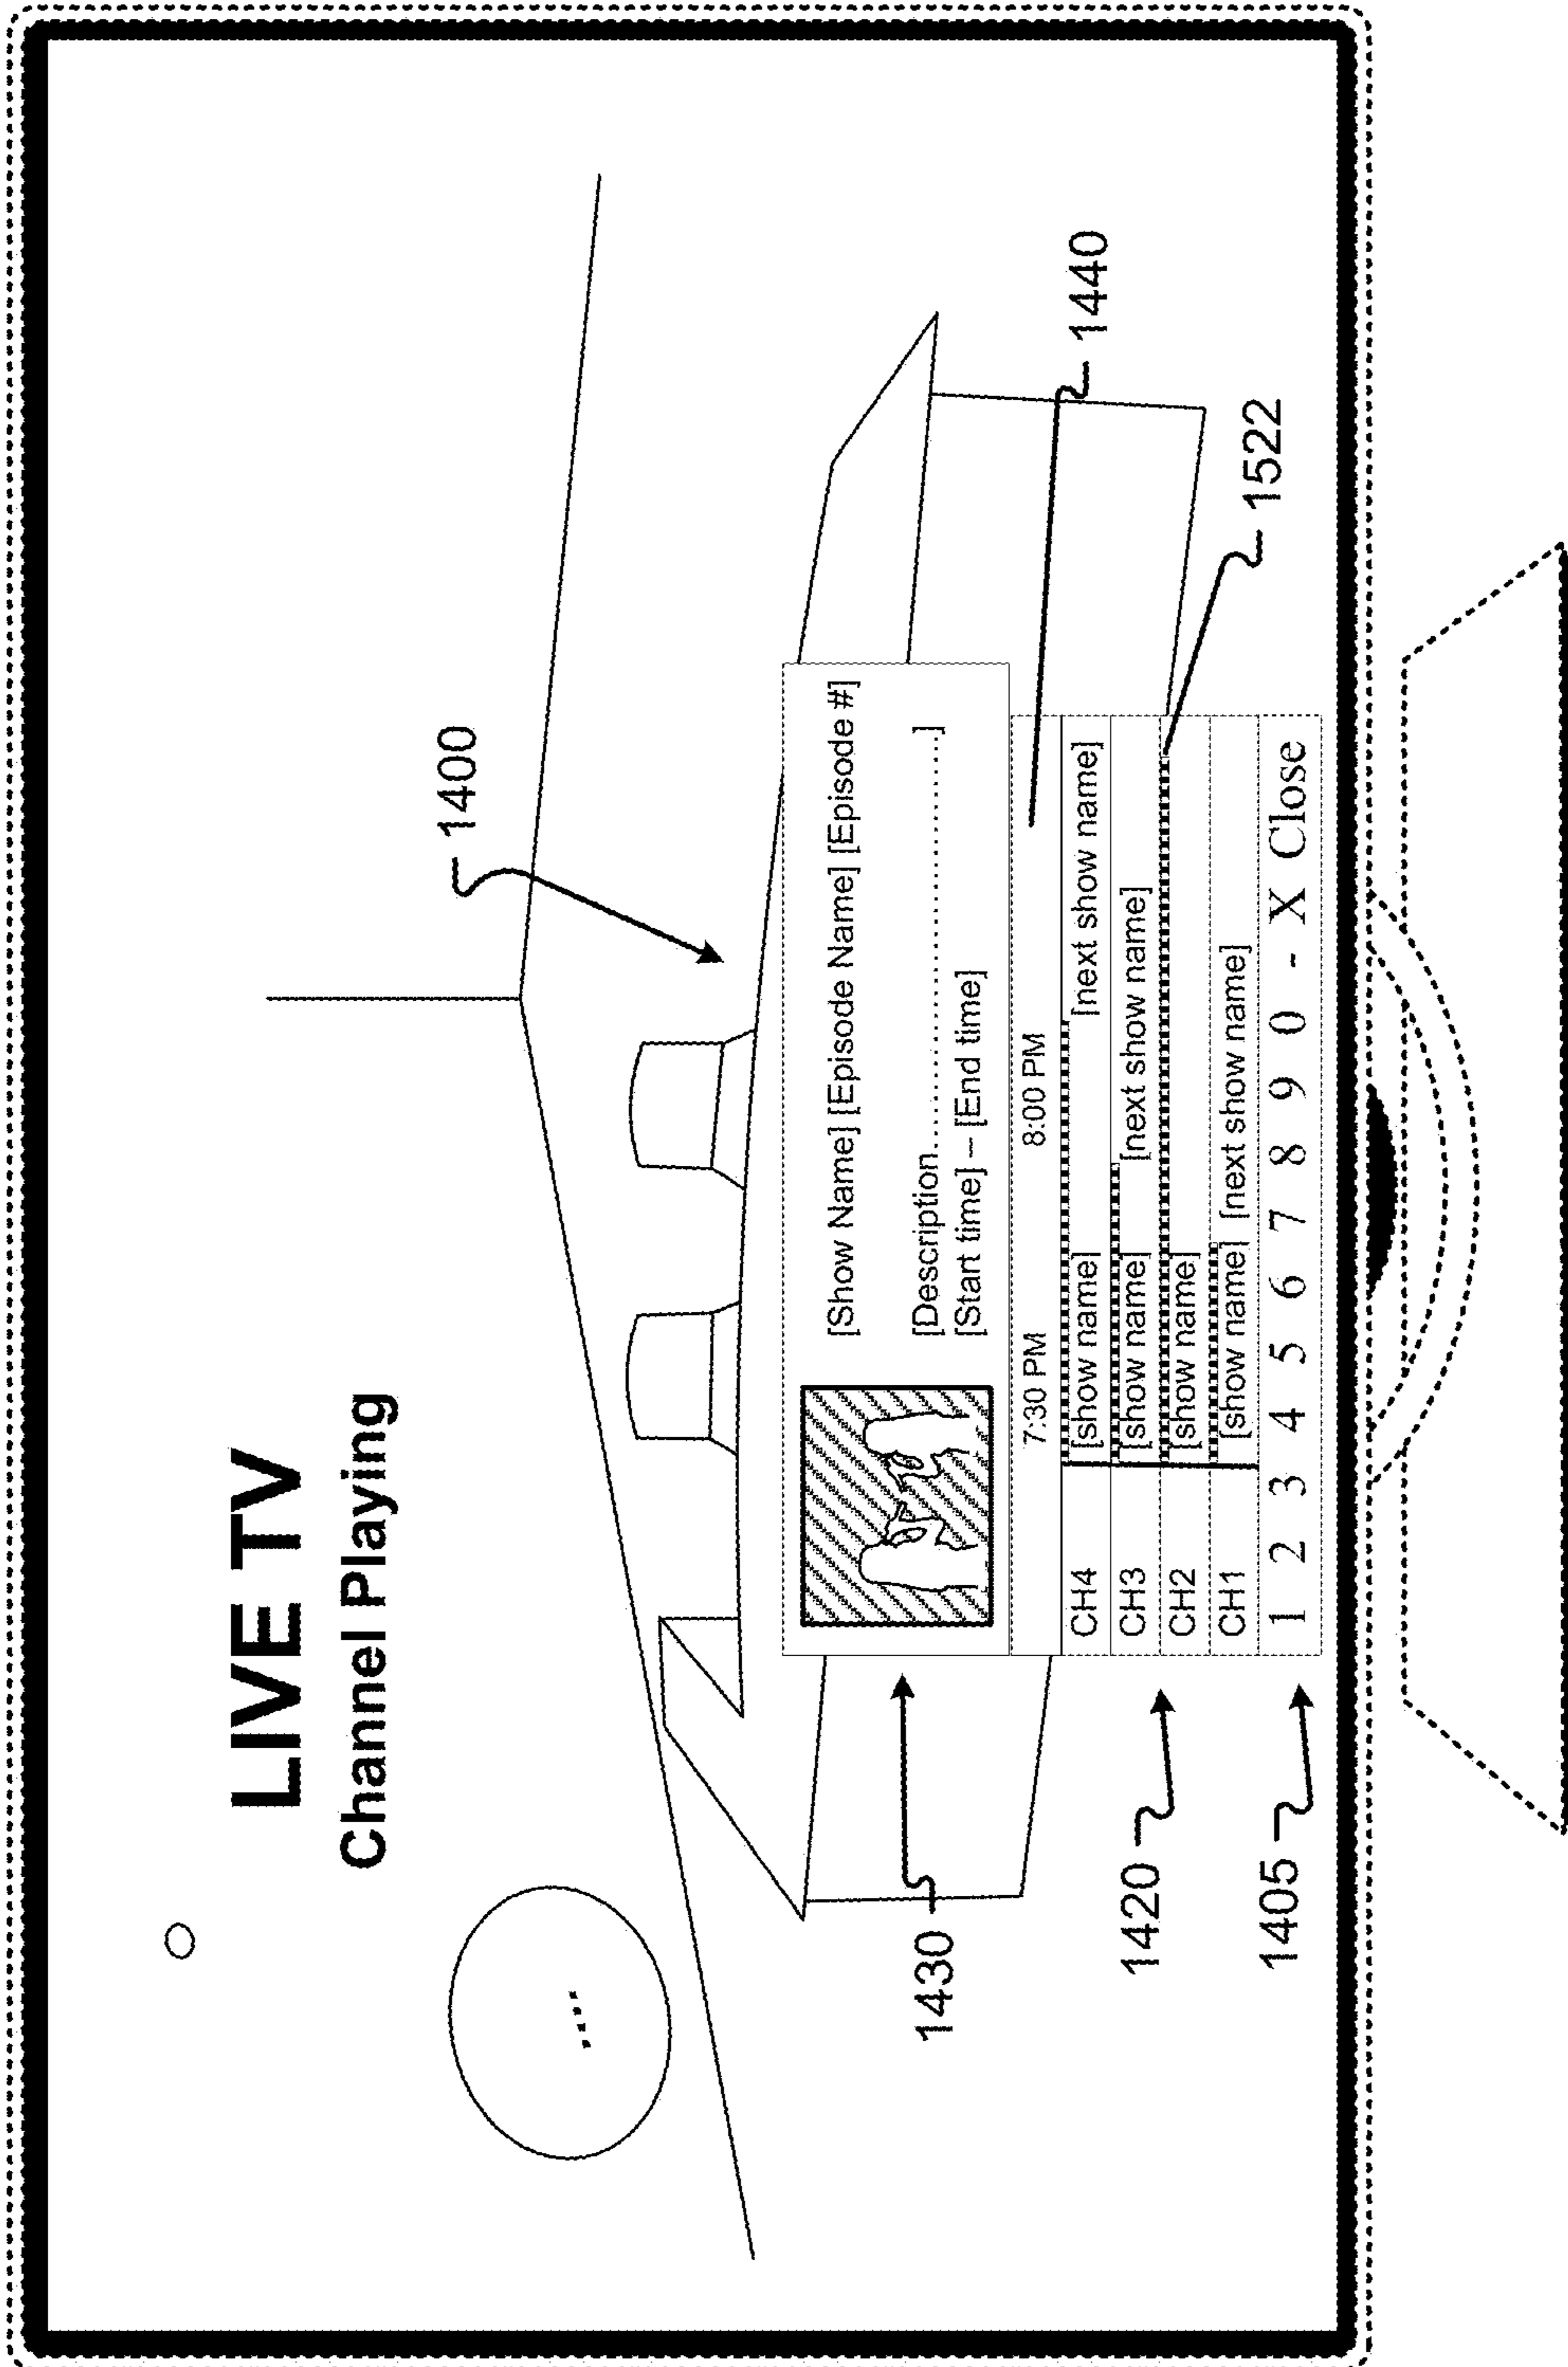 LIVE TV
Channel Playing
1400
....
1430
[Show Name] [Episode Name] [Episode #]
[Description..............................]
[Start time] – [End time]
1440
7:30 PM 8:00 PM
CH4 [show name] [next show name]
CH3 [show name] [next show name]
1420
CH2 [show name]
1522
CH1 [show name] [next show name]
1405
1 2 3 4 5 6 7 8 9 0 - X Close